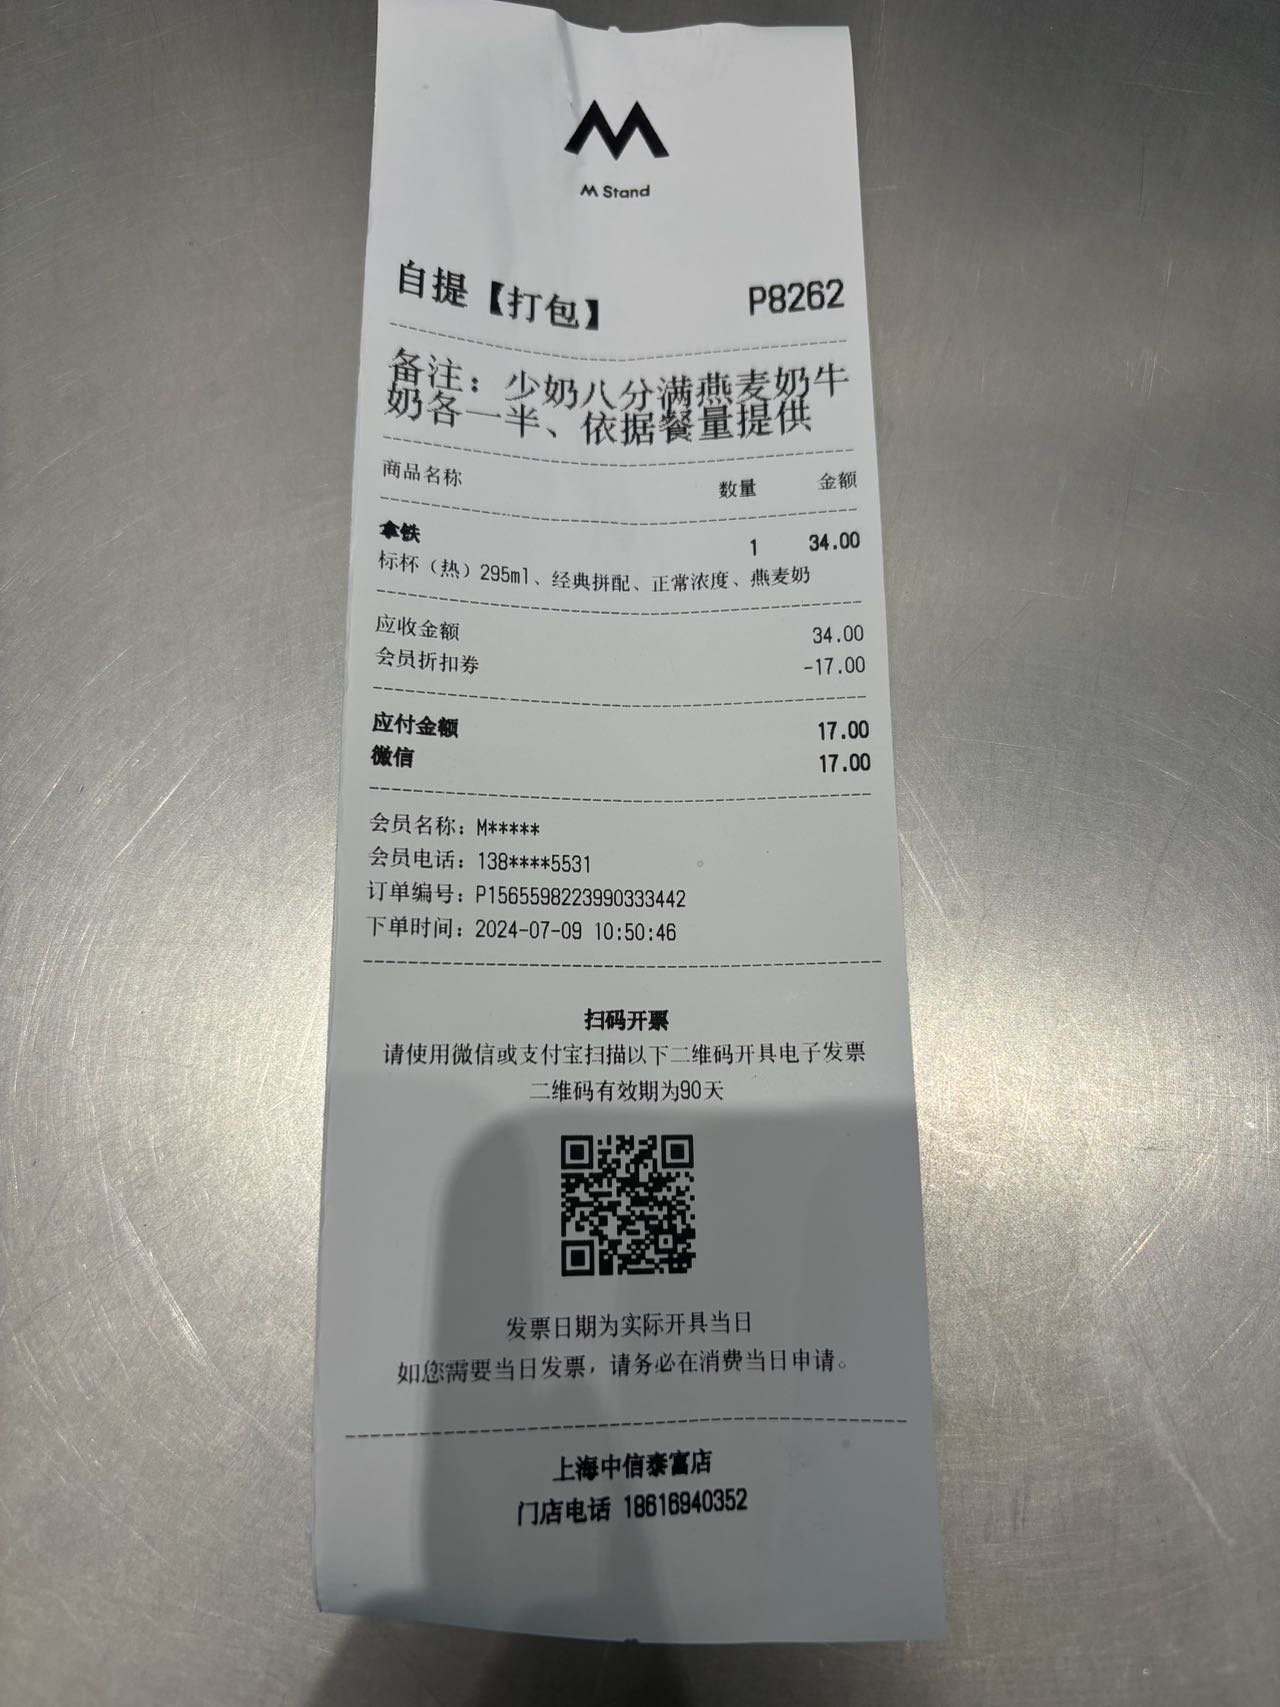 M Stand
自提【打包】 P8262
备注：少奶八分满燕麦奶牛
奶各一半、依据餐量提供
商品名称 数量 金额
拿铁 1 34.00
标杯（热）295ml、经典拼配、正常浓度、燕麦奶
应收金额 34.00
会员折扣券 -17.00
应付金额 17.00
微信 17.00
会员名称：M*****
会员电话：138****5531
订单编号：P1565598223990333442
下单时间：2024-07-09 10:50:46
扫码开票
请使用微信或支付宝扫描以下二维码开具电子发票
二维码有效期为90天
发票日期为实际开具当日
如您需要当日发票，请务必在消费当日申请。
上海中信泰富店
门店电话 18616940352